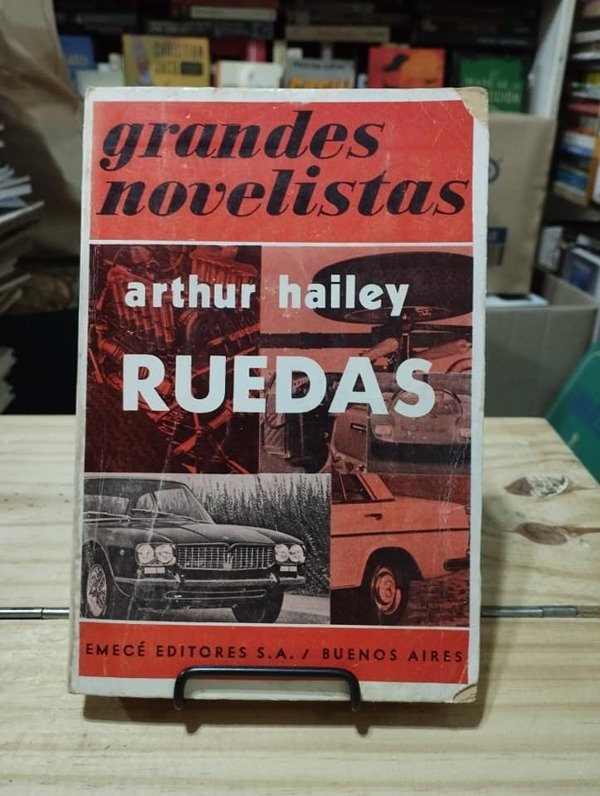 grandes
novelistas
arthur hailey
RUEDAS
EMECÉ EDITORES S.A. / BUENOS AIRES